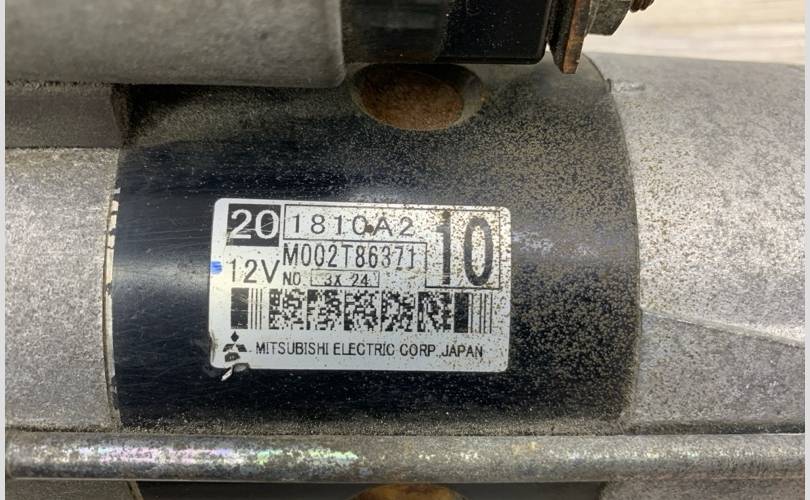 20 1810A2 10
M002T86371
12V
NO. 3X 24
MITSUBISHI ELECTRIC CORP. JAPAN